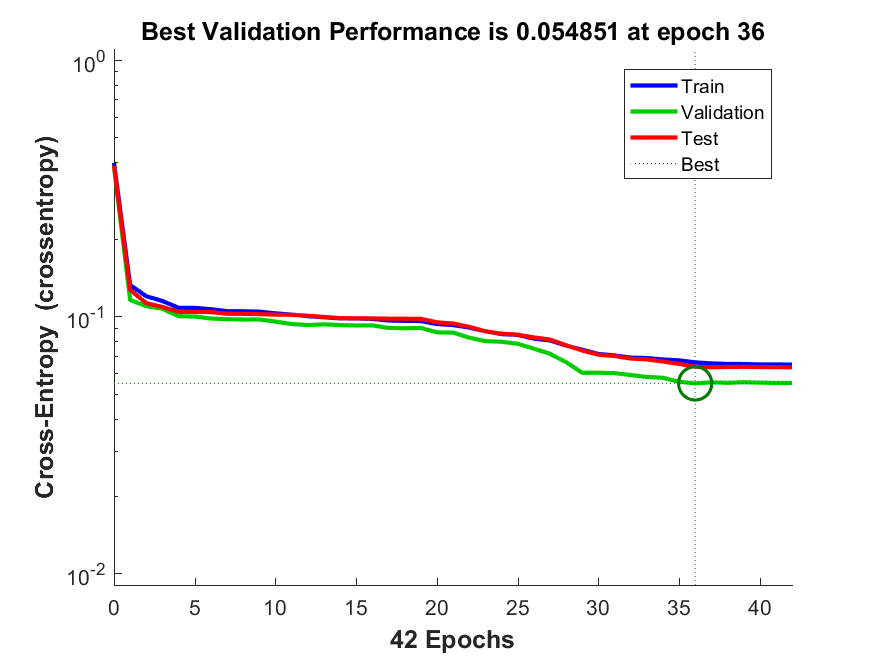 Best Validation Performance is 0.054851 at epoch 36
10^0
10^-1
10^-2
Cross-Entropy (crossentropy)
Train
Validation
Test
Best
0 5 10 15 20 25 30 35 40
42 Epochs